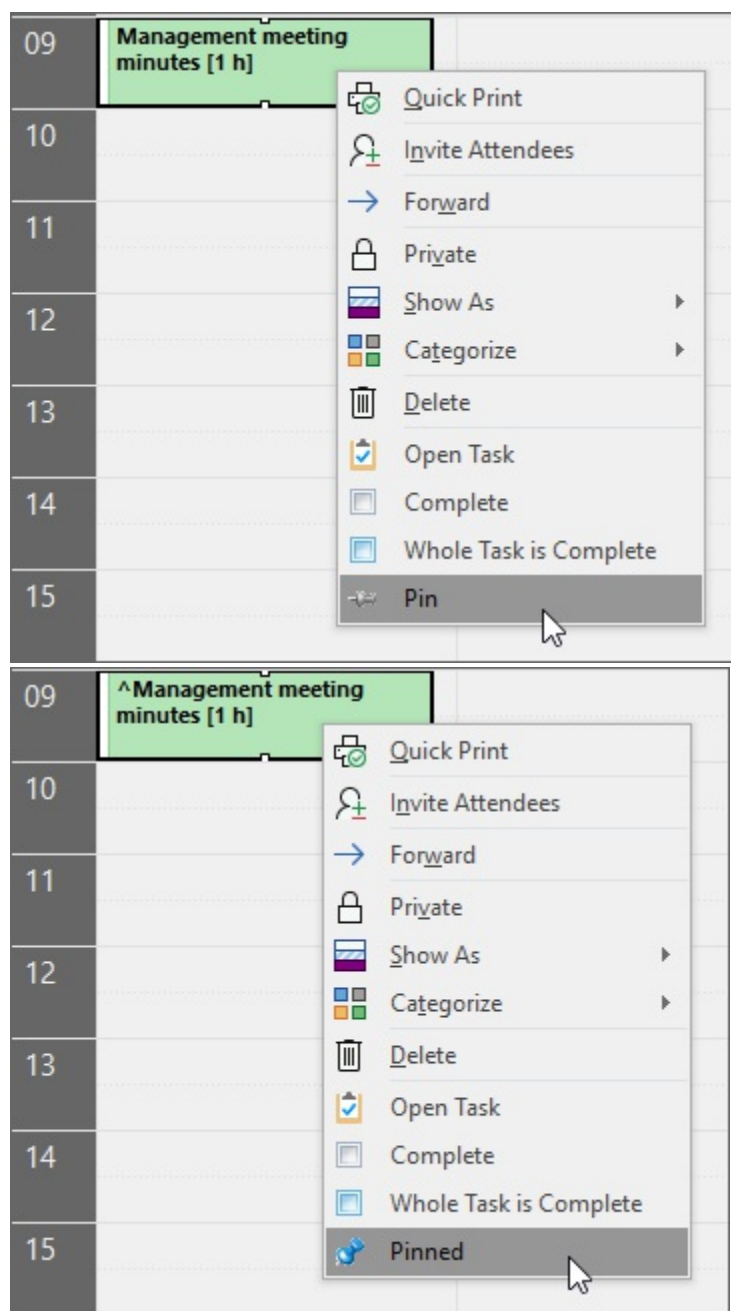 09
Management meeting
minutes [1 h]
Quick Print
10
Invite Attendees
Forward
11
Private
Show As
12
Categorize
13
Delete
Open Task
14
Complete
Whole Task is Complete
15
Pin
09
^Management meeting
minutes [1 h]
Quick Print
10
Invite Attendees
Forward
11
Private
Show As
12
Categorize
13
Delete
Open Task
14
Complete
Whole Task is Complete
15
Pinned